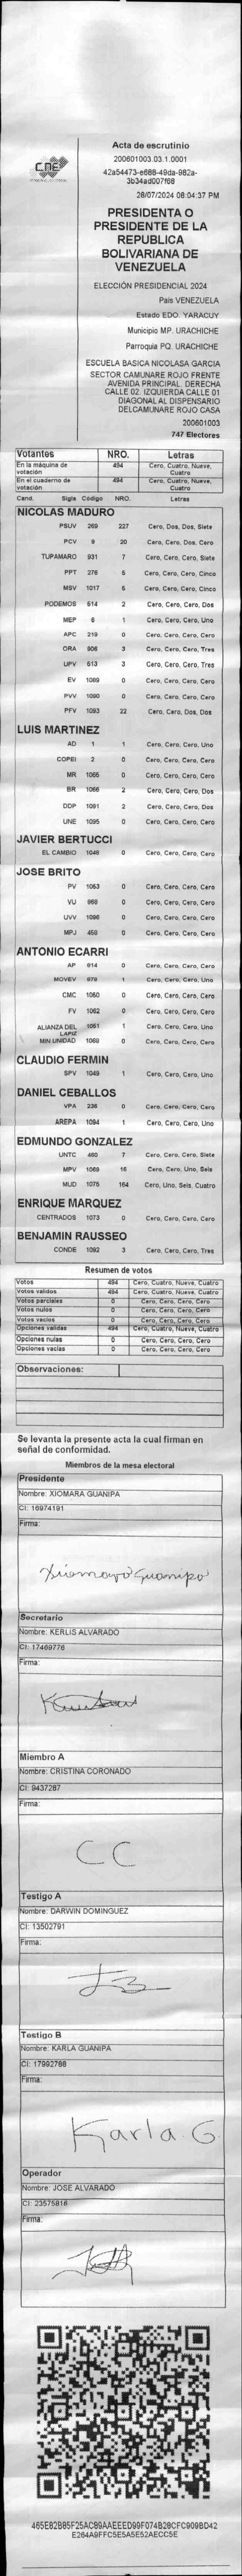 Acta de escrutinio
200601003.03.1.0001
42a54473-e688-49da-982a-
3b34ad007f68
28/07/2024 08:04:37 PM
CNE
PRESIDENTA O
PRESIDENTE DE LA
REPUBLICA
BOLIVARIANA DE
VENEZUELA
ELECCIÓN PRESIDENCIAL 2024
País VENEZUELA
Estado EDO. YARACUY
Municipio MP. URACHICHE
Parroquia PQ. URACHICHE
ESCUELA BASICA NICOLASA GARCIA
SECTOR CAMUNARE ROJO FRENTE
AVENIDA PRINCIPAL. DERECHA
CALLE 02. IZQUIERDA CALLE 01
DIAGONAL AL DISPENSARIO
DELCAMUNARE ROJO CASA
200601003
747 Electores
Votantes NRO. Letras
En la máquina de votación 494 Cero, Cuatro, Nueve, Cuatro
En el cuaderno de votación 494 Cero, Cuatro, Nueve, Cuatro
Cand. Sigla Código NRO. Letras
NICOLAS MADURO
PSUV 269 227 Cero, Dos, Dos, Siete
PCV 9 20 Cero, Cero, Dos, Cero
TUPAMARO 931 7 Cero, Cero, Cero, Siete
PPT 276 5 Cero, Cero, Cero, Cinco
MSV 1017 5 Cero, Cero, Cero, Cinco
PODEMOS 514 2 Cero, Cero, Cero, Dos
MEP 6 1 Cero, Cero, Cero, Uno
APC 219 0 Cero, Cero, Cero, Cero
ORA 906 3 Cero, Cero, Cero, Tres
UPV 513 3 Cero, Cero, Cero, Tres
EV 1089 0 Cero, Cero, Cero, Cero
PVV 1090 0 Cero, Cero, Cero, Cero
PFV 1093 22 Cero, Cero, Dos, Dos
LUIS MARTINEZ
AD 1 1 Cero, Cero, Cero, Uno
COPEI 2 0 Cero, Cero, Cero, Cero
MR 1065 0 Cero, Cero, Cero, Cero
BR 1066 2 Cero, Cero, Cero, Dos
DDP 1091 2 Cero, Cero, Cero, Dos
UNE 1095 0 Cero, Cero, Cero, Cero
JAVIER BERTUCCI
EL CAMBIO 1048 0 Cero, Cero, Cero, Cero
JOSE BRITO
PV 1053 0 Cero, Cero, Cero, Cero
VU 968 0 Cero, Cero, Cero, Cero
UVV 1096 0 Cero, Cero, Cero, Cero
MPJ 458 0 Cero, Cero, Cero, Cero
ANTONIO ECARRI
AP 914 0 Cero, Cero, Cero, Cero
MOVEV 979 1 Cero, Cero, Cero, Uno
CMC 1050 0 Cero, Cero, Cero, Cero
FV 1062 0 Cero, Cero, Cero, Cero
ALIANZA DEL LAPIZ 1051 1 Cero, Cero, Cero, Uno
MIN UNIDAD 1068 0 Cero, Cero, Cero, Cero
CLAUDIO FERMIN
SPV 1049 1 Cero, Cero, Cero, Uno
DANIEL CEBALLOS
VPA 236 0 Cero, Cero, Cero, Cero
AREPA 1094 1 Cero, Cero, Cero, Uno
EDMUNDO GONZALEZ
UNTC 460 7 Cero, Cero, Cero, Siete
MPV 1069 16 Cero, Cero, Uno, Seis
MUD 1075 164 Cero, Uno, Seis, Cuatro
ENRIQUE MARQUEZ
CENTRADOS 1073 0 Cero, Cero, Cero, Cero
BENJAMIN RAUSSEO
CONDE 1092 3 Cero, Cero, Cero, Tres
Resumen de votos
Votos 494 Cero, Cuatro, Nueve, Cuatro
Votos validos 494 Cero, Cuatro, Nueve, Cuatro
Votos parciales 0 Cero, Cero, Cero, Cero
Votos nulos 0 Cero, Cero, Cero, Cero
Votos vacios 0 Cero, Cero, Cero, Cero
Opciones validas 494 Cero, Cuatro, Nueve, Cuatro
Opciones nulas 0 Cero, Cero, Cero, Cero
Opciones vacias 0 Cero, Cero, Cero, Cero
Observaciones:
Se levanta la presente acta la cual firman en
señal de conformidad.
Miembros de la mesa electoral
Presidente
Nombre: XIOMARA GUANIPA
CI: 16974191
Firma:
Xiomara Guanipa
Secretario
Nombre: KERLIS ALVARADO
CI: 17469776
Firma:
Miembro A
Nombre: CRISTINA CORONADO
CI: 9437287
Firma:
CC
Testigo A
Nombre: DARWIN DOMINGUEZ
CI: 13502791
Firma:
Testigo B
Nombre: KARLA GUANIPA
CI: 17992788
Firma:
Karla. G
Operador
Nombre: JOSE ALVARADO
CI: 23575816
Firma:
465E82B85F25AC89AAEEED99F074B28CFC909BD42
E264A9FFC5E5A5E52AECC5E